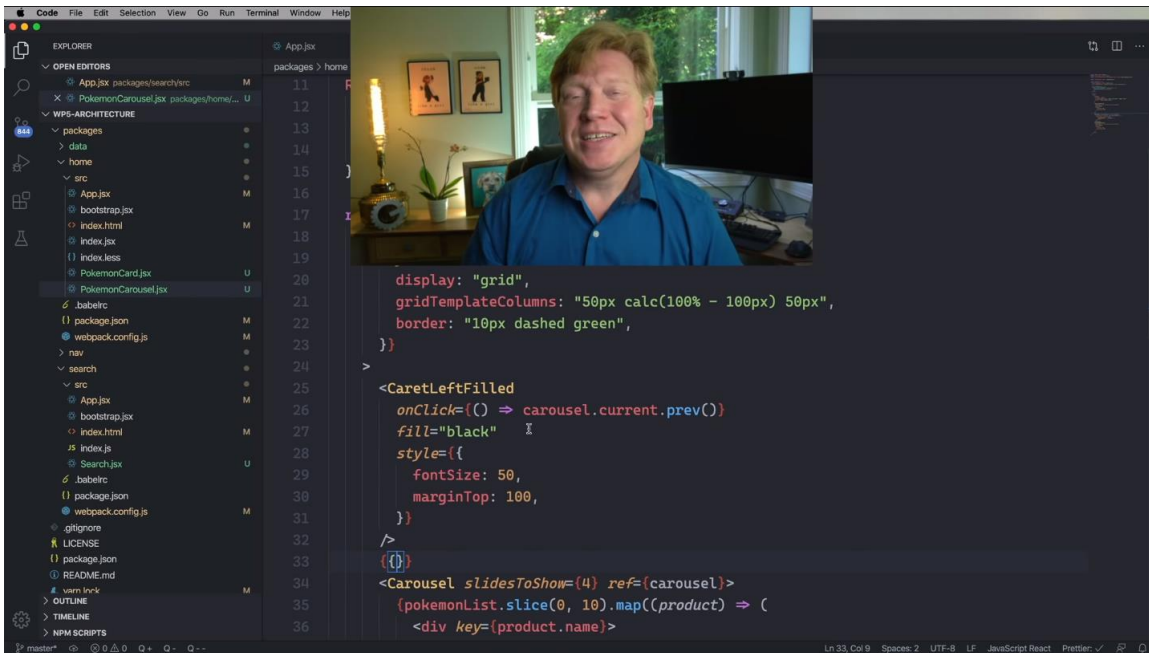 Code File Edit Selection View Go Run Terminal Window Help
EXPLORER
OPEN EDITORS
App.jsx packages/search/src M
PokemonCarousel.jsx packages/home/... U
WP5-ARCHITECTURE
packages
data
home
src
App.jsx M
bootstrap.jsx
index.html M
index.jsx
index.less
PokemonCard.jsx U
PokemonCarousel.jsx U
.babelrc
package.json M
webpack.config.js M
nav
search
src
App.jsx M
bootstrap.jsx
index.html M
index.js
Search.jsx U
.babelrc
package.json
webpack.config.js M
.gitignore
LICENSE
package.json
README.md
yarn.lock M
OUTLINE
TIMELINE
NPM SCRIPTS
844
App.jsx
packages > home
11
12
13
14
15 )
16
17
18
19
20 display: "grid",
21 gridTemplateColumns: "50px calc(100% - 100px) 50px",
22 border: "10px dashed green",
23 }}
24 >
25 <CaretLeftFilled
26 onClick={() => carousel.current.prev()}
27 fill="black"
28 style={{
29 fontSize: 50,
30 marginTop: 100,
31 }}
32 />
33 {{}}
34 <Carousel slidesToShow={4} ref={carousel}>
35 {pokemonList.slice(0, 10).map((product) => (
36 <div key={product.name}>
master* 0 0 Q+ Q- Q--
Ln 33, Col 9 Spaces: 2 UTF-8 LF JavaScript React Prettier: ✓